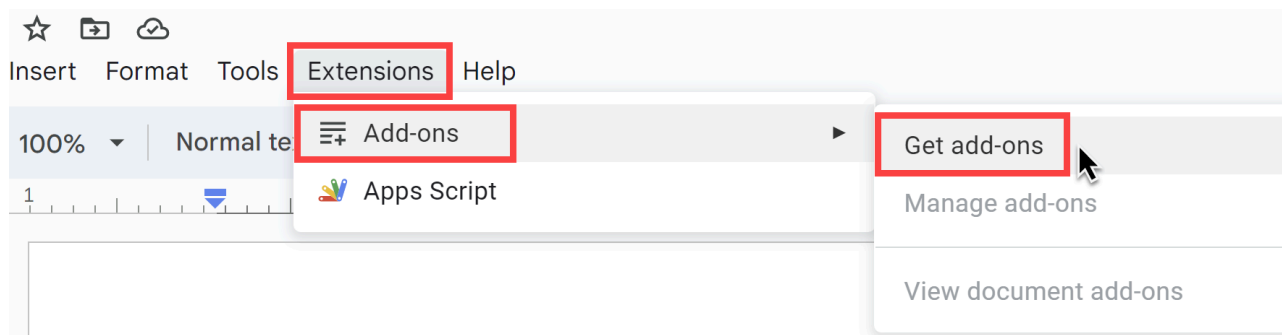 Insert Format Tools Extensions Help
100% Normal te
Add-ons
Get add-ons
Apps Script
Manage add-ons
1
View document add-ons